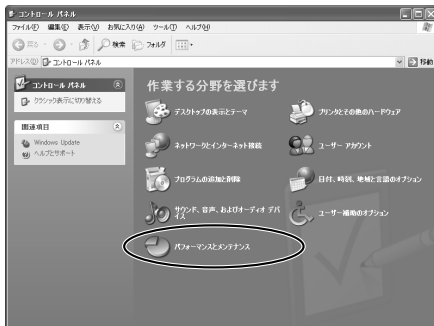 コントロール パネル
ファイル(F) 編集(E) 表示(V) お気に入り(A) ツール(T) ヘルプ(H)
戻る 検索 フォルダ
アドレス(D) コントロール パネル 移動
コントロール パネル
クラシック表示に切り替える
関連項目
Windows Update
ヘルプとサポート
作業する分野を選びます
デスクトップの表示とテーマ
プリンタとその他のハードウェア
ネットワークとインターネット接続
ユーザー アカウント
プログラムの追加と削除
日付、時刻、地域と言語のオプション
サウンド、音声、およびオーディオ デバ
イス
ユーザー補助のオプション
パフォーマンスとメンテナンス